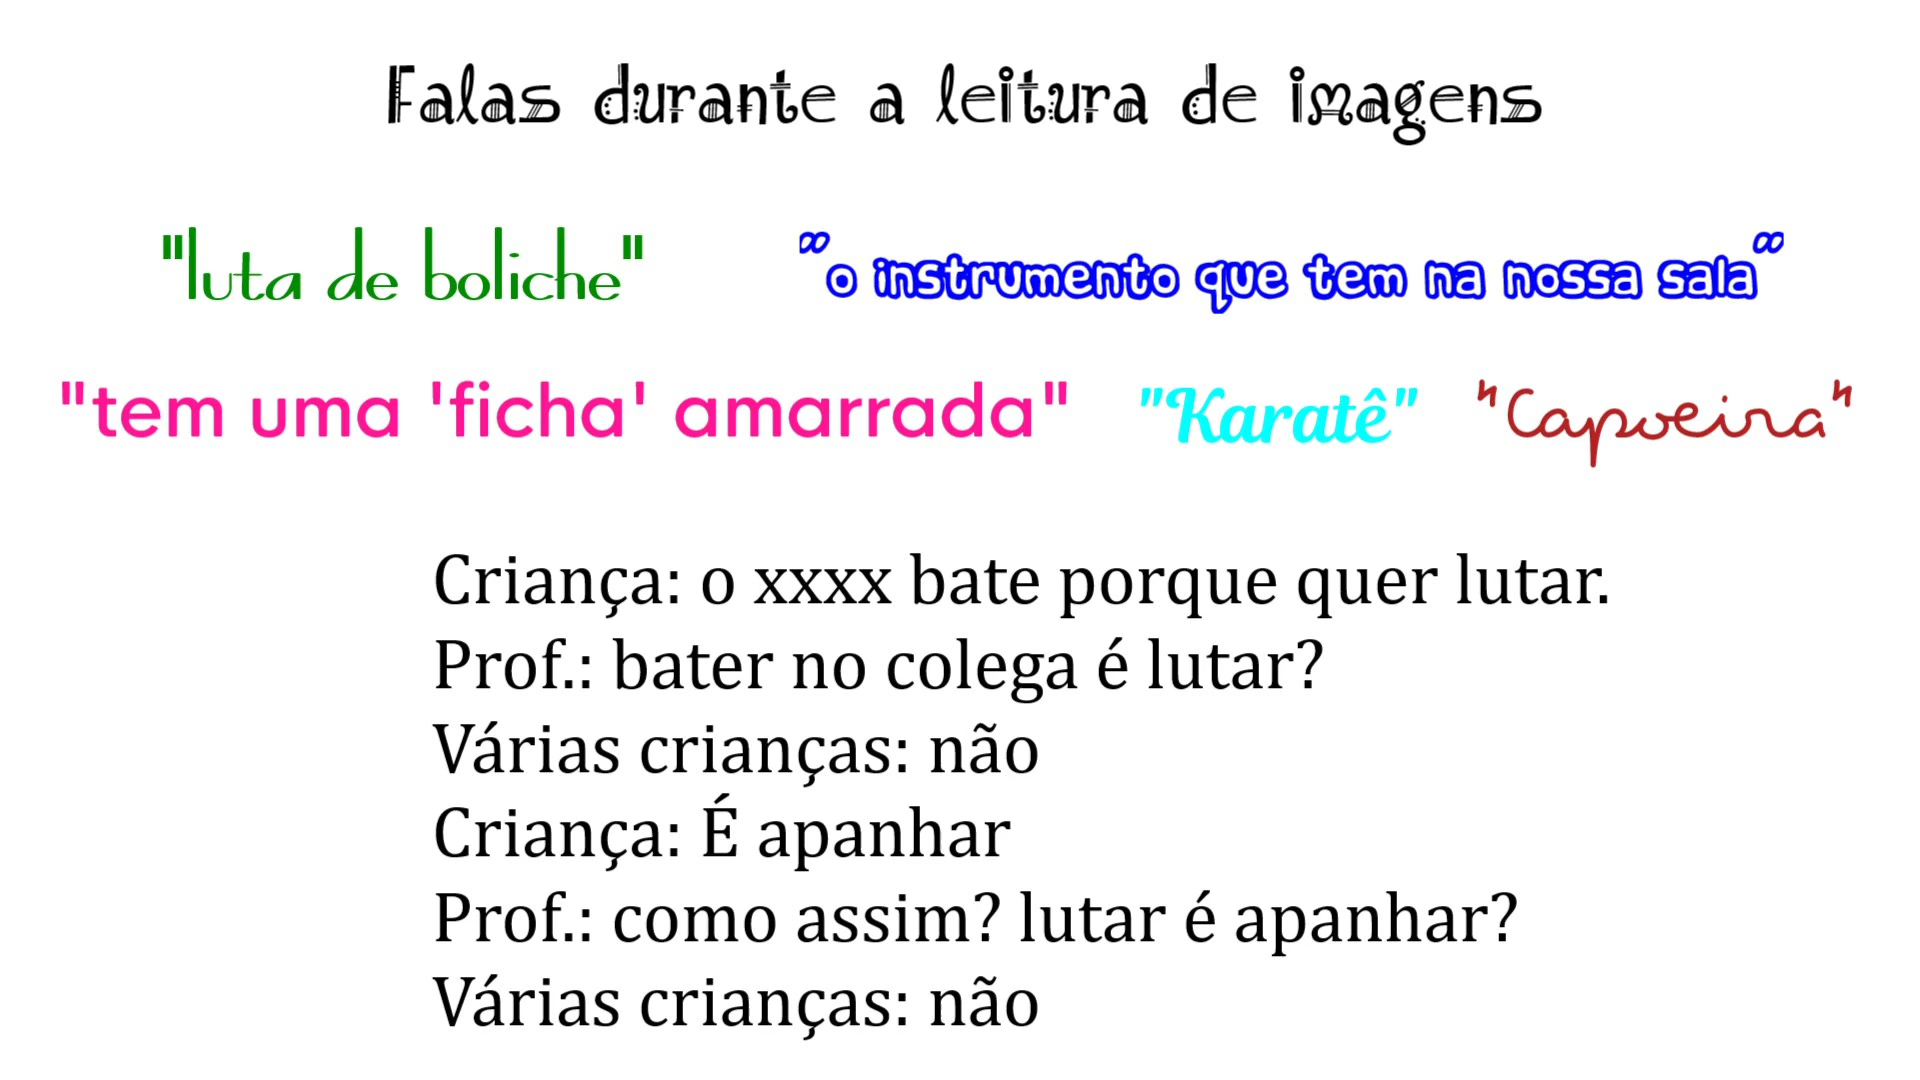 Falas durante a leitura de imagens
"luta de boliche" "o instrumento que tem na nossa sala"
"tem uma 'ficha' amarrada" "Karatê" "Capoeira"
Criança: o xxxx bate porque quer lutar.
Prof.: bater no colega é lutar?
Várias crianças: não
Criança: É apanhar
Prof.: como assim? lutar é apanhar?
Várias crianças: não